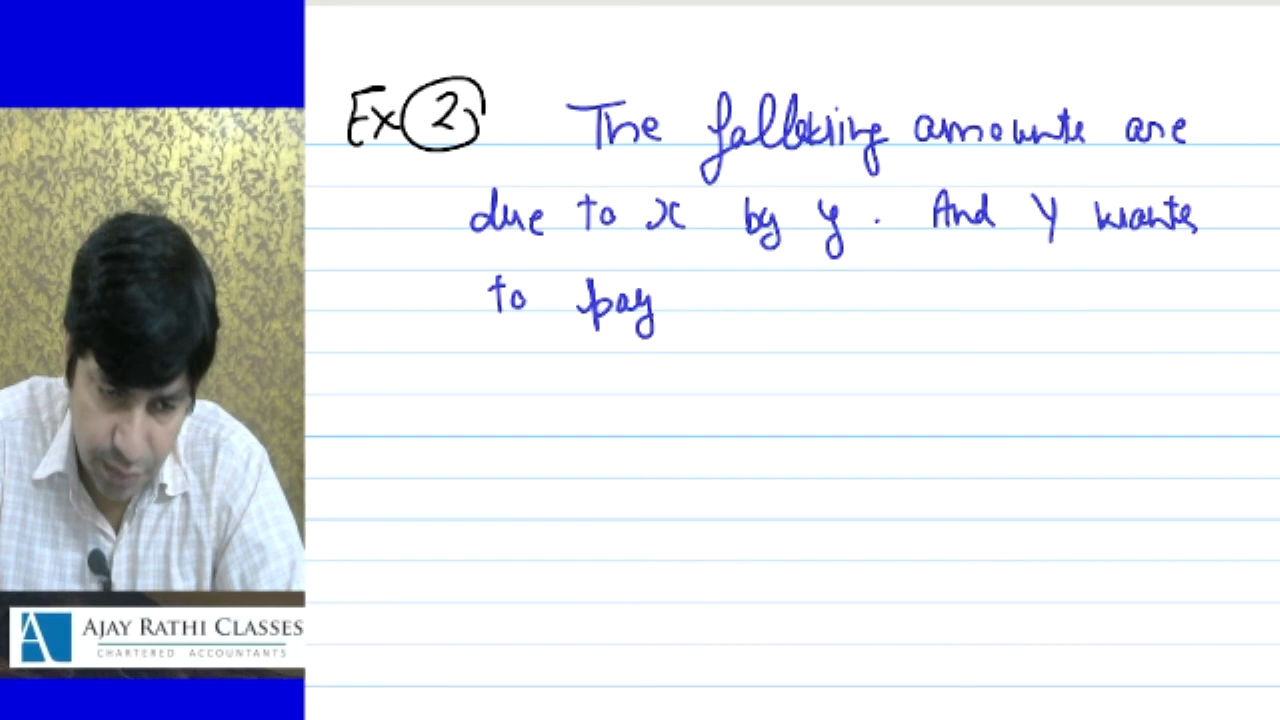 Ex 2 The following amounts are
due to x by y. And Y wants
to pay
AJAY RATHI CLASSES
CHARTERED ACCOUNTANTS